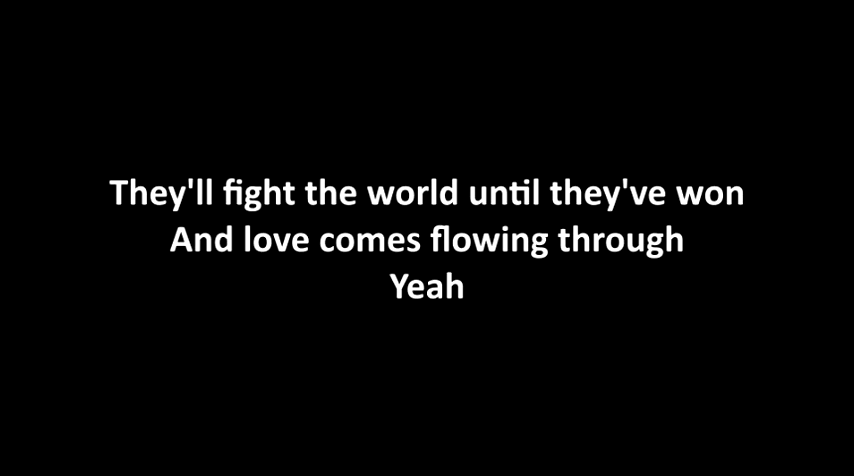 They'll fight the world until they've won
And love comes flowing through
Yeah